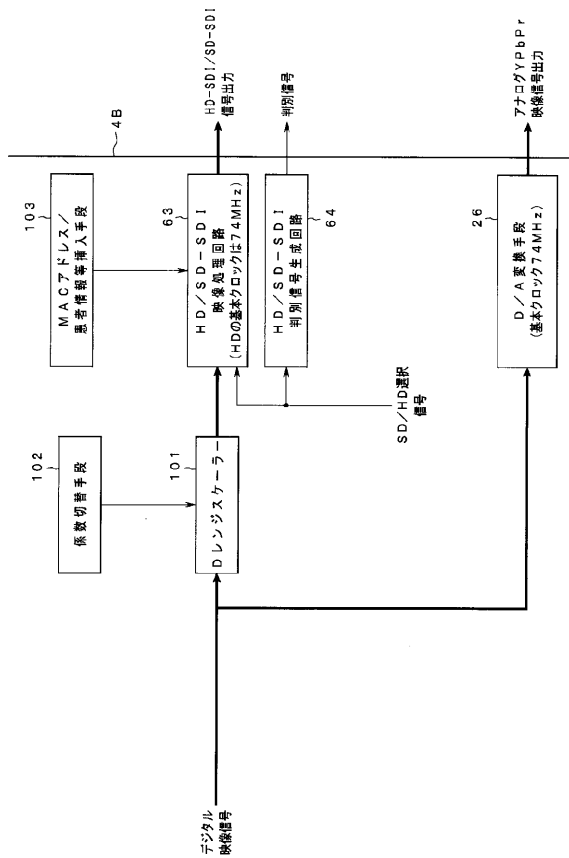 デジタル
映像信号
102
係数切替手段
101
Dレンジスケーラー
103
MACアドレス/
患者情報等挿入手段
63
HD/SD-SDI
映像処理回路
(HDの基本クロックは74MHz)
HD/SD-SDI
判別信号生成回路
64
SD/HD選択
信号
26
D/A変換手段
(基本クロック74MHz)
4B
HD-SDI/SD-SDI
信号出力
判別信号
アナログYPbPr
映像信号出力